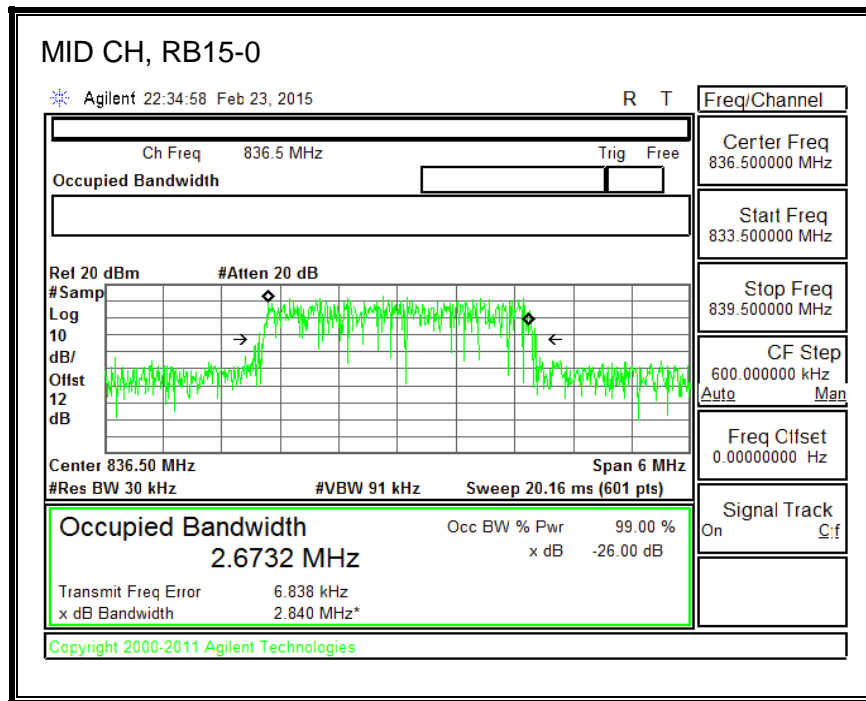 MID CH, RB15-0
Agilent 22:34:58 Feb 23, 2015 R T
Freq/Channel
Ch Freq 836.5 MHz Trig Free
Occupied Bandwidth
Center Freq
836.500000 MHz
Start Freq
833.500000 MHz
Stop Freq
839.500000 MHz
CF Step
600.000000 kHz
Auto Man
Freq Offset
0.00000000 Hz
Signal Track
On Off
Ref 20 dBm #Atten 20 dB
#Samp
Log
10
dB/
Offst
12
dB
Center 836.50 MHz Span 6 MHz
#Res BW 30 kHz #VBW 91 kHz Sweep 20.16 ms (601 pts)
Occupied Bandwidth
2.6732 MHz
Occ BW % Pwr 99.00 %
x dB -26.00 dB
Transmit Freq Error 6.838 kHz
x dB Bandwidth 2.840 MHz*
Copyright 2000-2011 Agilent Technologies